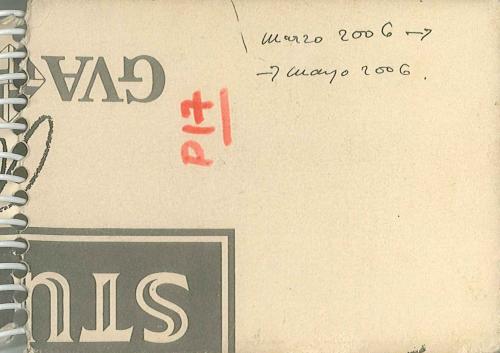 marzo 2006 →
→ mayo 2006.
GVA
P17
STU